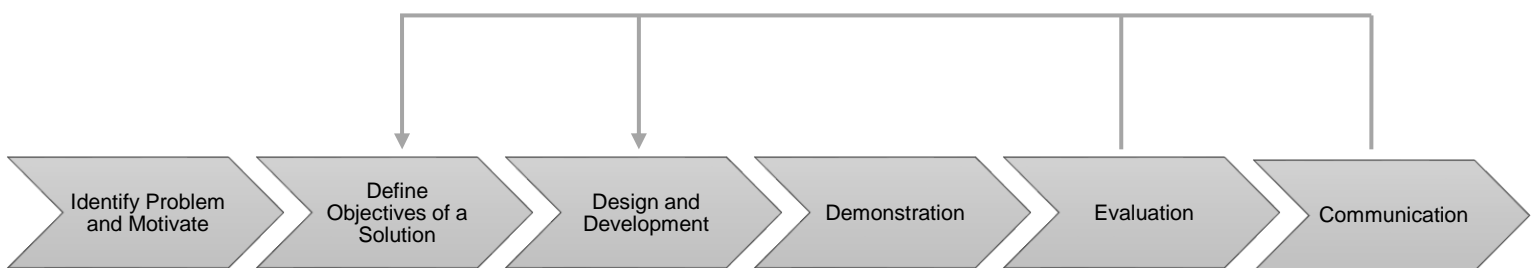 Identify Problem
and Motivate
Define
Objectives of a
Solution
Design and
Development
Demonstration
Evaluation
Communication